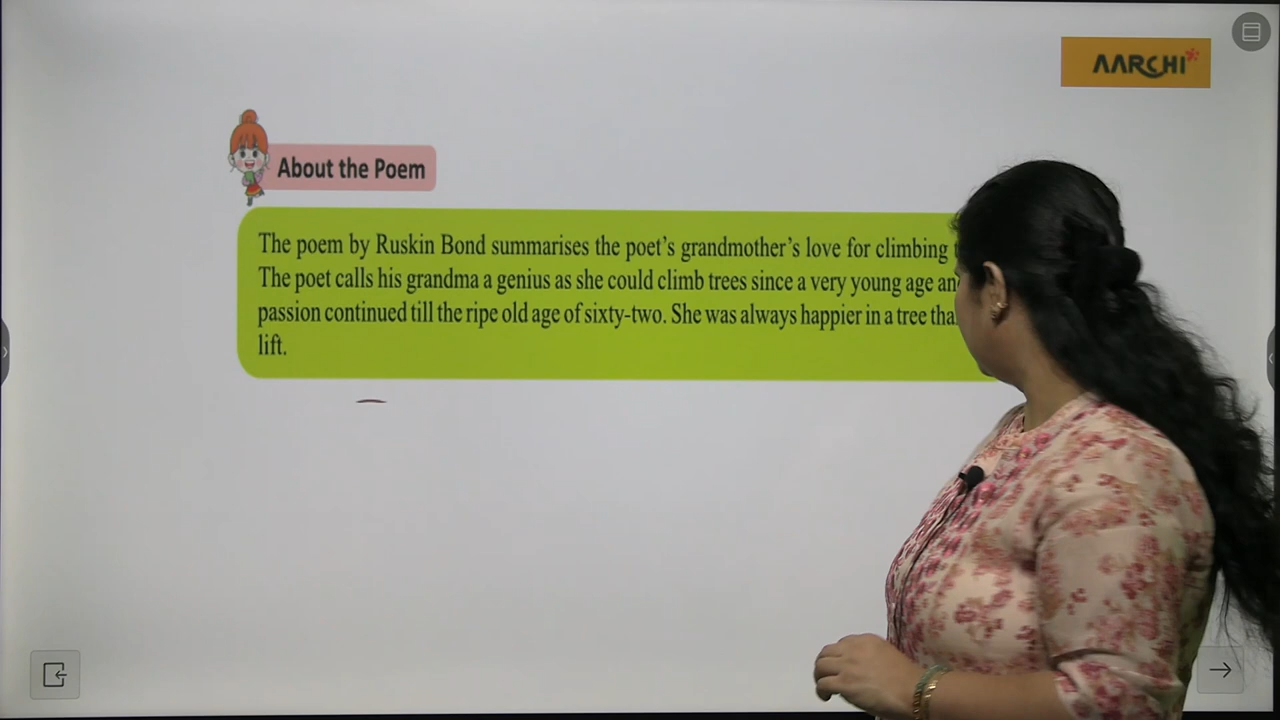 AARCHI
About the Poem
The poem by Ruskin Bond summarises the poet's grandmother's love for climbing
The poet calls his grandma a genius as she could climb trees since a very young age
passion continued till the ripe old age of sixty-two. She was always happier in a tree
lift.